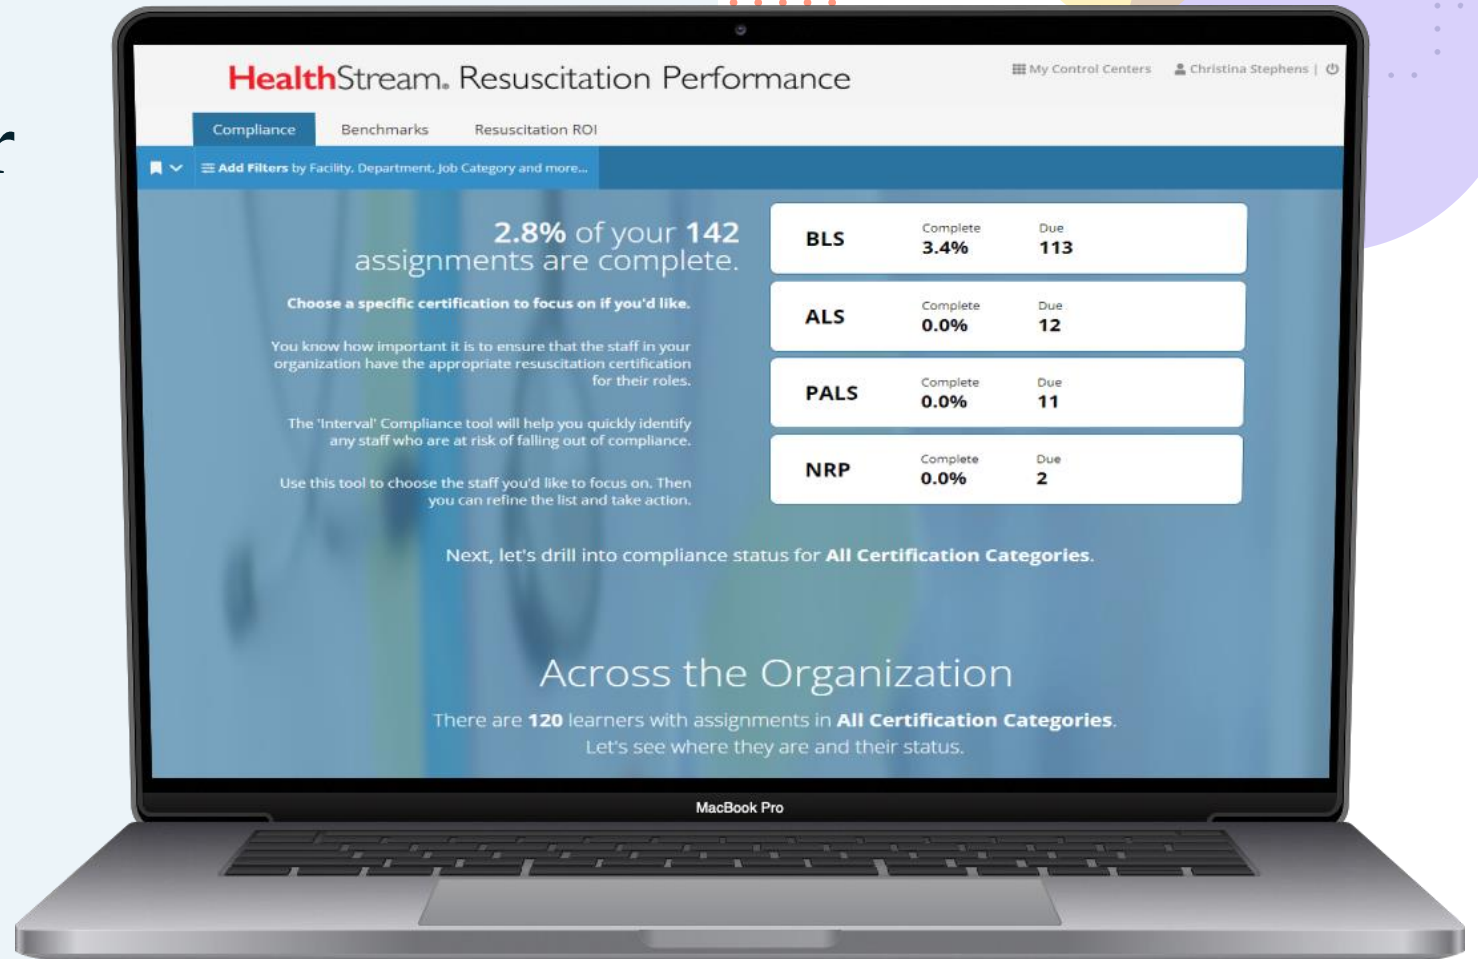 r
HealthStream. Resuscitation Performance
My Control Centers
Christina Stephens |
Compliance
Benchmarks
Resuscitation ROI
Add Filters by Facility, Department, Job Category and more...
2.8% of your 142
assignments are complete.
Choose a specific certification to focus on if you'd like.
You know how important it is to ensure that the staff in your
organization have the appropriate resuscitation certification
for their roles.
The 'Interval' Compliance tool will help you quickly identify
any staff who are at risk of falling out of compliance.
Use this tool to choose the staff you'd like to focus on. Then
you can refine the list and take action.
BLS
Complete
Due
3.4%
113
ALS
Complete
Due
0.0%
12
PALS
Complete
Due
0.0%
11
NRP
Complete
Due
0.0%
2
Next, let's drill into compliance status for All Certification Categories.
Across the Organization
There are 120 learners with assignments in All Certification Categories.
Let's see where they are and their status.
MacBook Pro